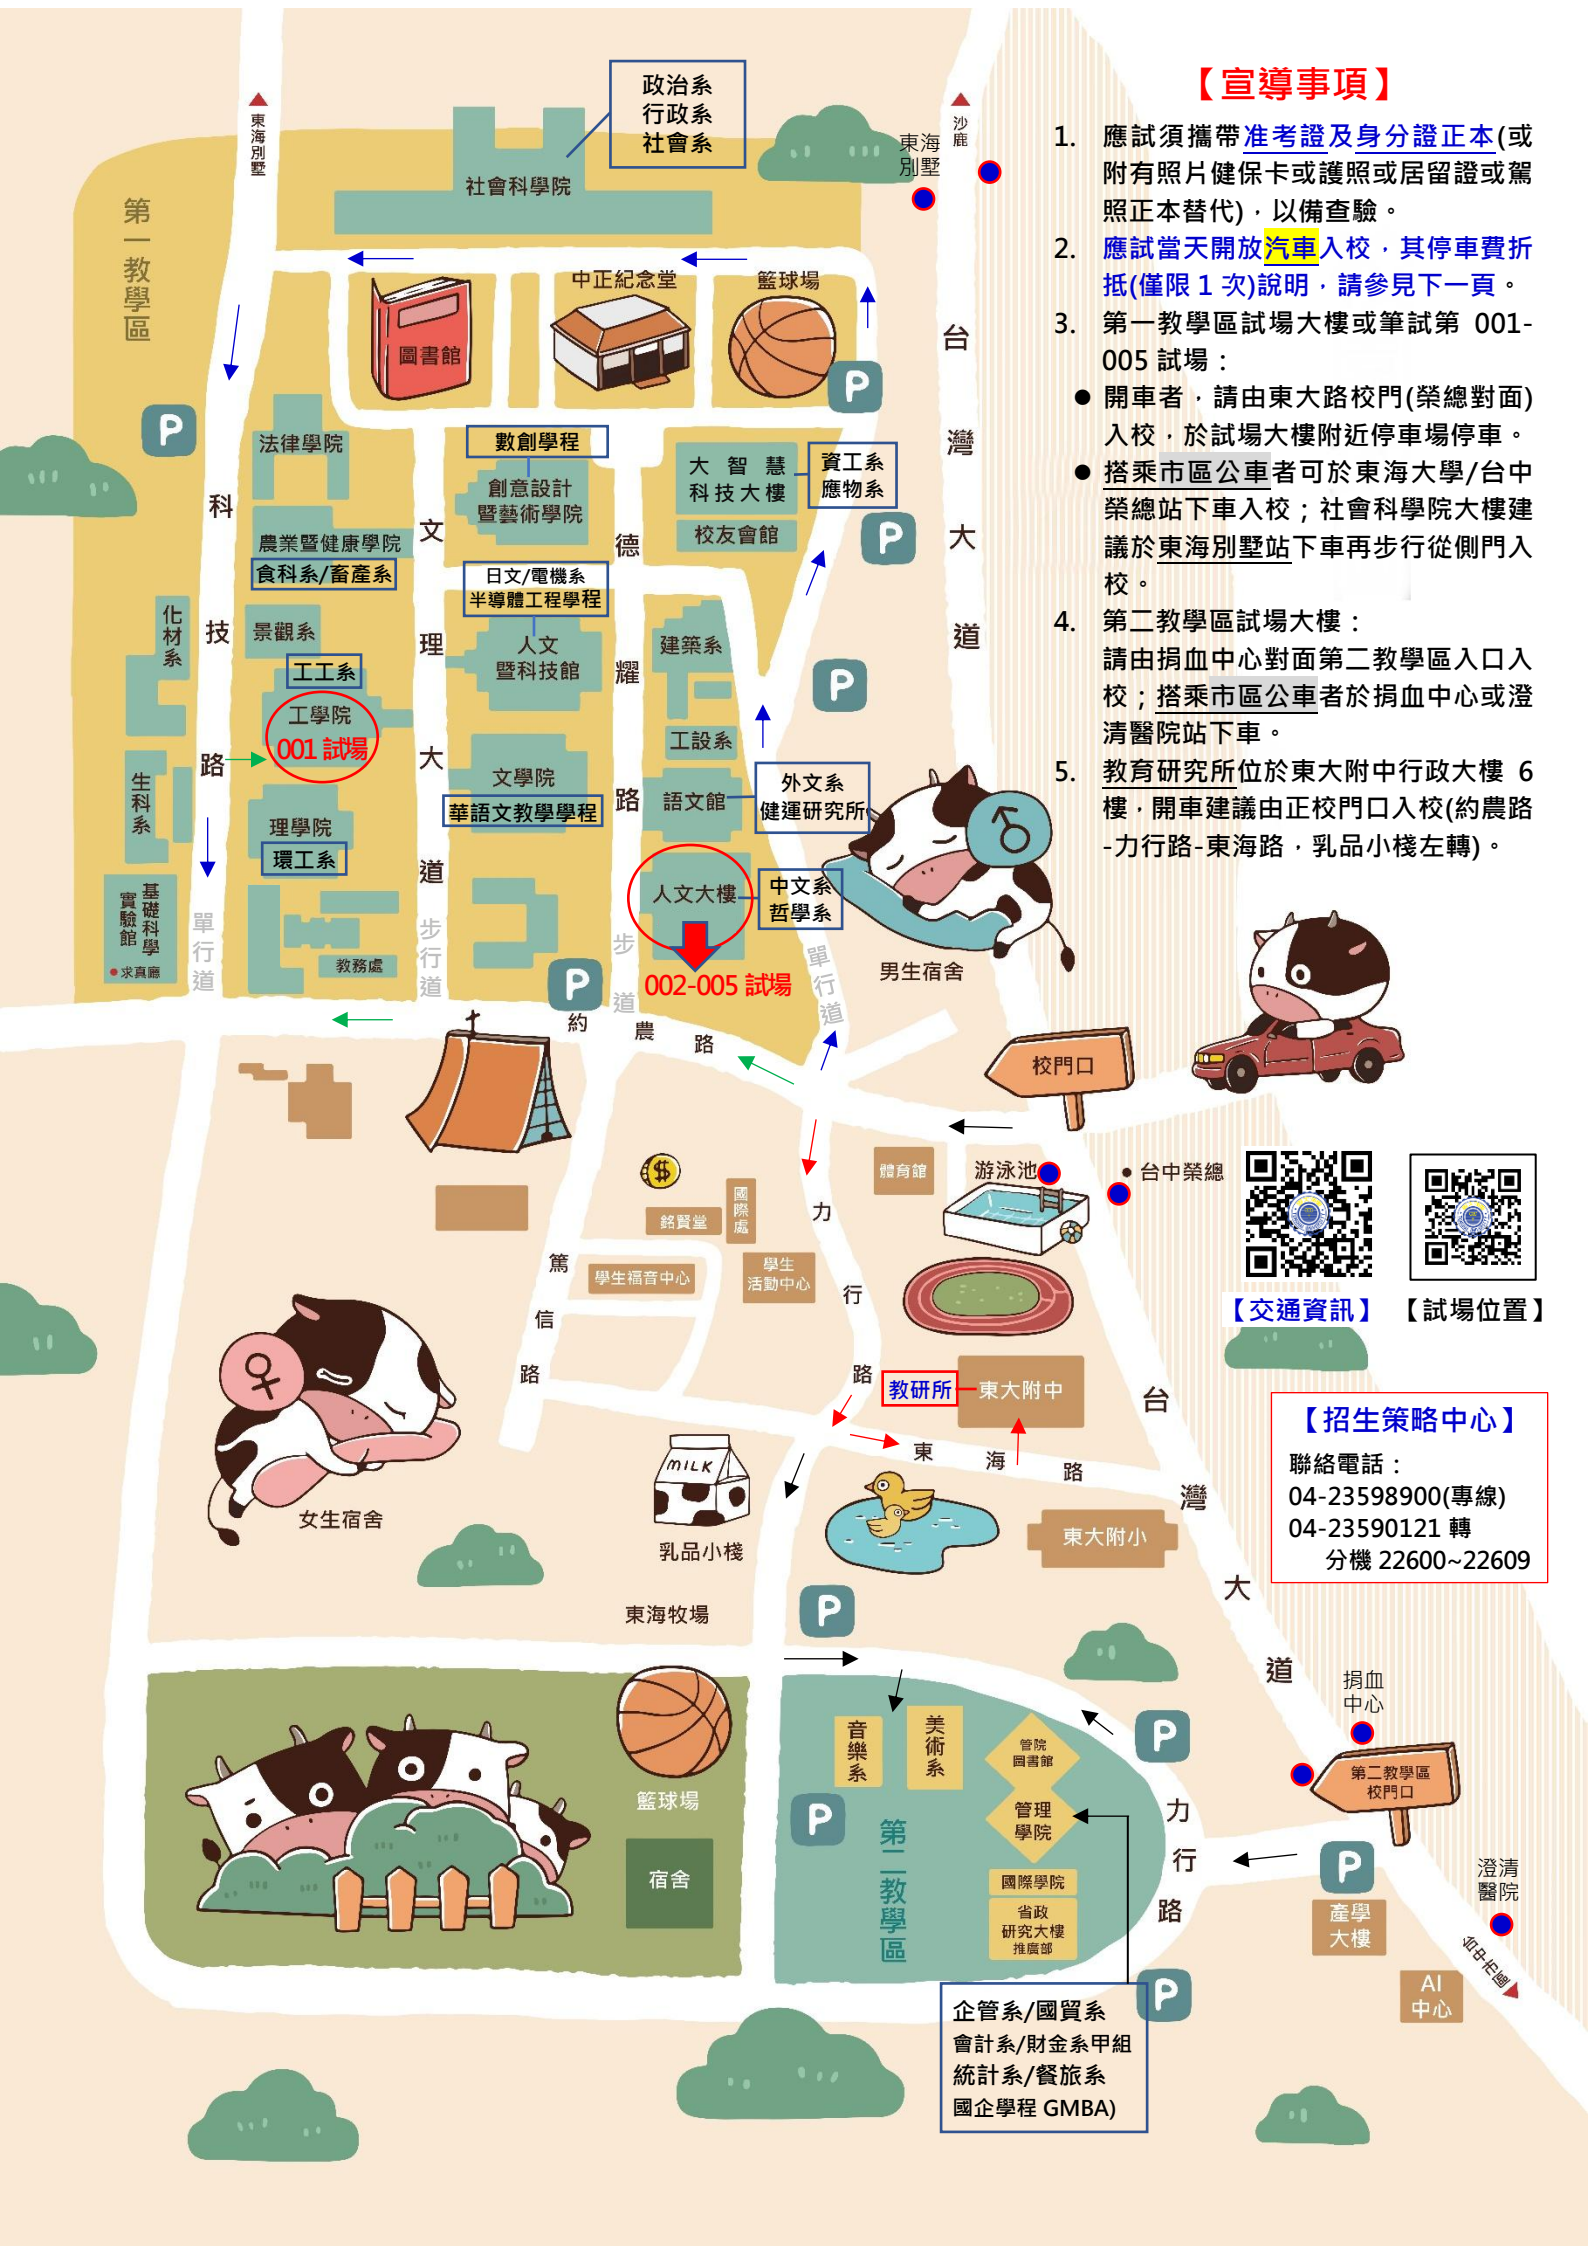 【宣導事項】
1. 應試須攜帶准考證及身分證正本(或
附有照片健保卡或護照或居留證或駕
照正本替代)，以備查驗。
2. 應試當天開放汽車入校，其停車費折
抵(僅限 1 次)說明，請參見下一頁。
3. 第一教學區試場大樓或筆試第 001-
005 試場：
● 開車者，請由東大路校門(榮總對面)
入校，於試場大樓附近停車場停車。
● 搭乘市區公車者可於東海大學/台中
榮總站下車入校；社會科學院大樓建
議於東海別墅站下車再步行從側門入
校。
4. 第二教學區試場大樓：
請由捐血中心對面第二教學區入口入
校；搭乘市區公車者於捐血中心或澄
清醫院站下車。
5. 教育研究所位於東大附中行政大樓 6
樓，開車建議由正校門口入校(約農路
-力行路-東海路，乳品小棧左轉)。
政治系
行政系
社會系
東海別墅
沙鹿
東海
別墅
社會科學院
第一教學區
中正紀念堂
籃球場
圖書館
P
台灣大道
P
法律學院
數創學程
創意設計
暨藝術學院
大智慧
科技大樓
資工系
應物系
校友會館
P
科技路
文理大道
德耀路
農業暨健康學院
食科系/畜產系
日文/電機系
半導體工程學程
人文
暨科技館
化材系
景觀系
建築系
P
工工系
工學院
001 試場
工設系
生科系
文學院
華語文教學學程
語文館
外文系
健運研究所
理學院
環工系
人文大樓
中文系
哲學系
基礎科學
實驗館
求真廳
單行道
步行道
步道
單行道
教務處
P
002-005 試場
男生宿舍
約農路
校門口
體育館
游泳池
台中榮總
國際處
銘賢堂
學生福音中心
學生
活動中心
力行路
篤信路
【交通資訊】
【試場位置】
教研所
東大附中
台灣大道
【招生策略中心】
聯絡電話：
04-23598900(專線)
04-23590121 轉
分機 22600~22609
東海路
MILK
女生宿舍
乳品小棧
東大附小
東海牧場
P
捐血
中心
音樂系
美術系
管院
圖書館
P
第二教學區
校門口
籃球場
P
管理
學院
第二教學區
力行路
宿舍
國際學院
省政
研究大樓
推廣部
P
產學
大樓
澄清
醫院
台中市區
AI
中心
P
企管系/國貿系
會計系/財金系甲組
統計系/餐旅系
國企學程 GMBA)